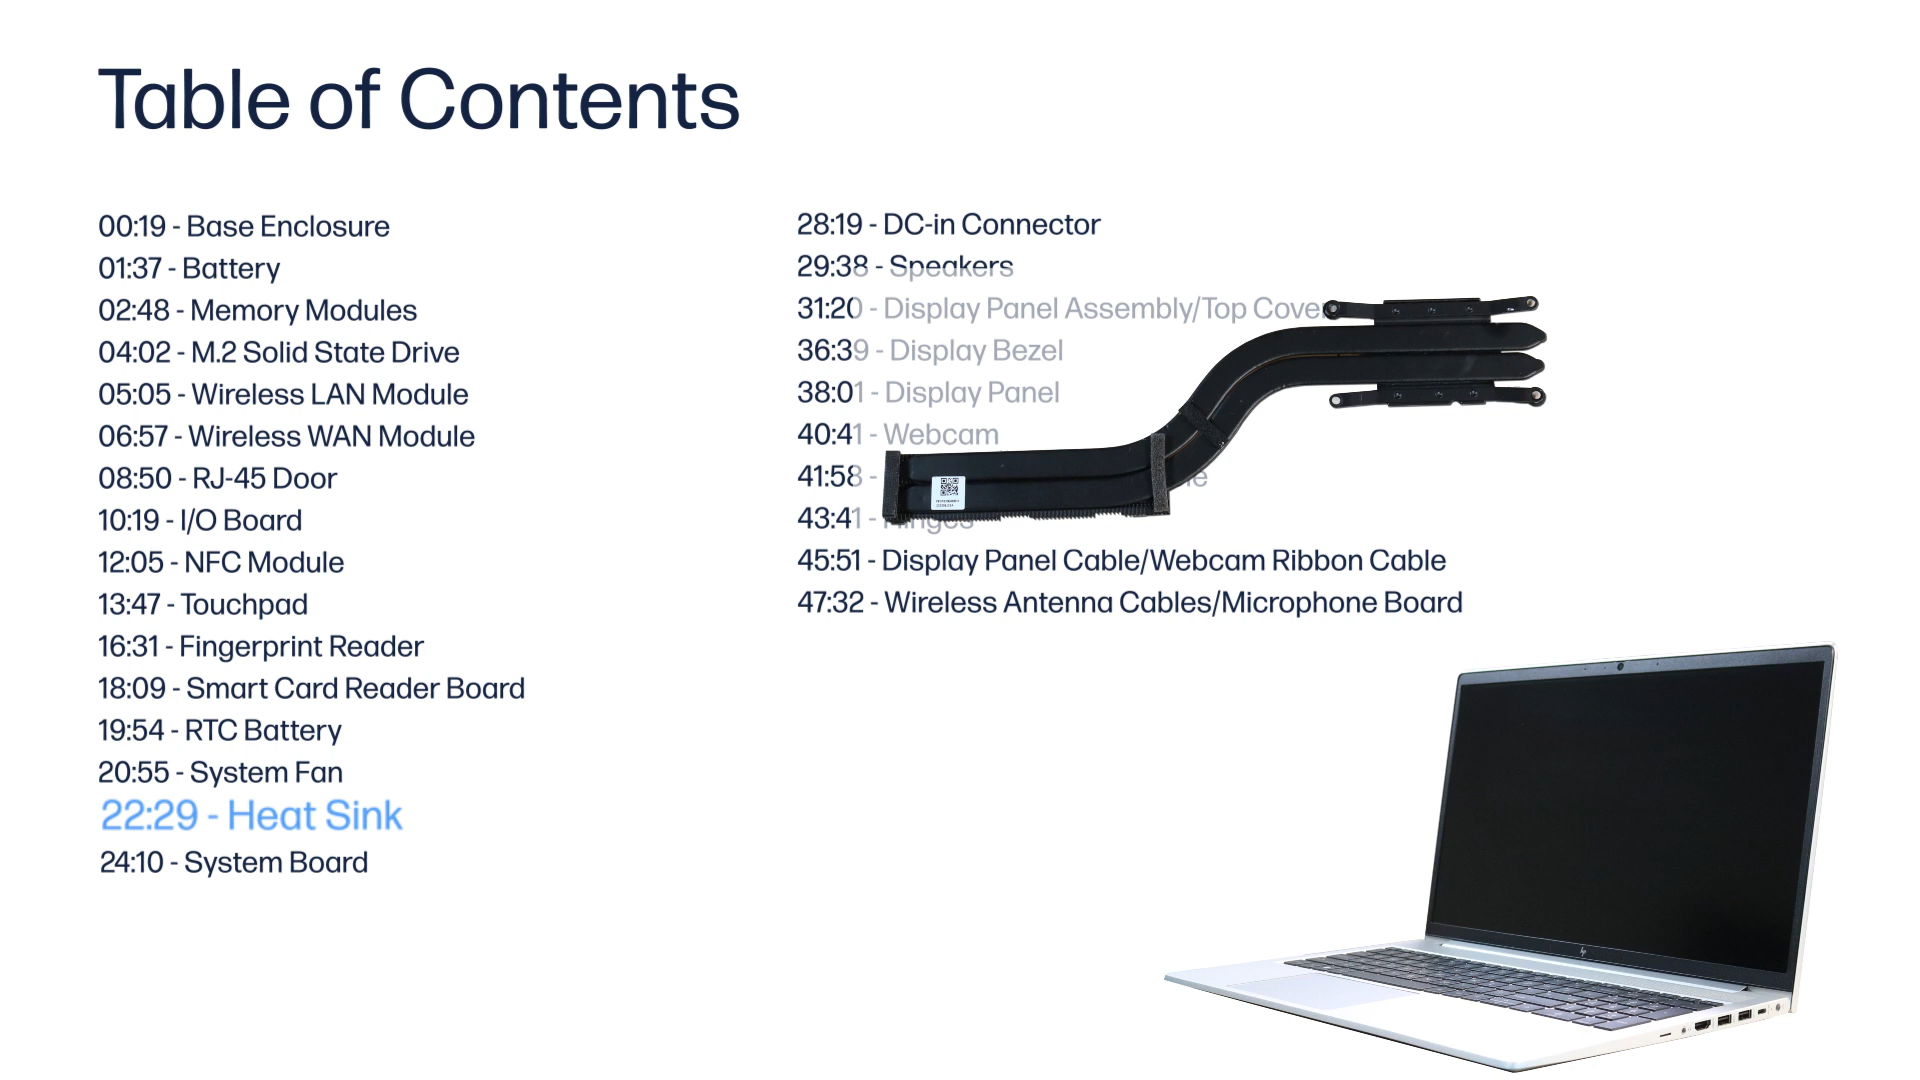 Table of Contents
00:19 - Base Enclosure
01:37 - Battery
02:48 - Memory Modules
04:02 - M.2 Solid State Drive
05:05 - Wireless LAN Module
06:57 - Wireless WAN Module
08:50 - RJ-45 Door
10:19 - I/O Board
12:05 - NFC Module
13:47 - Touchpad
16:31 - Fingerprint Reader
18:09 - Smart Card Reader Board
19:54 - RTC Battery
20:55 - System Fan
22:29 - Heat Sink
24:10 - System Board
28:19 - DC-in Connector
29:38 - Speakers
31:20 - Display Panel Assembly/Top Cover
36:39 - Display Bezel
38:01 - Display Panel
40:41 - Webcam
41:58 -
43:41 - Hinges
45:51 - Display Panel Cable/Webcam Ribbon Cable
47:32 - Wireless Antenna Cables/Microphone Board
hp